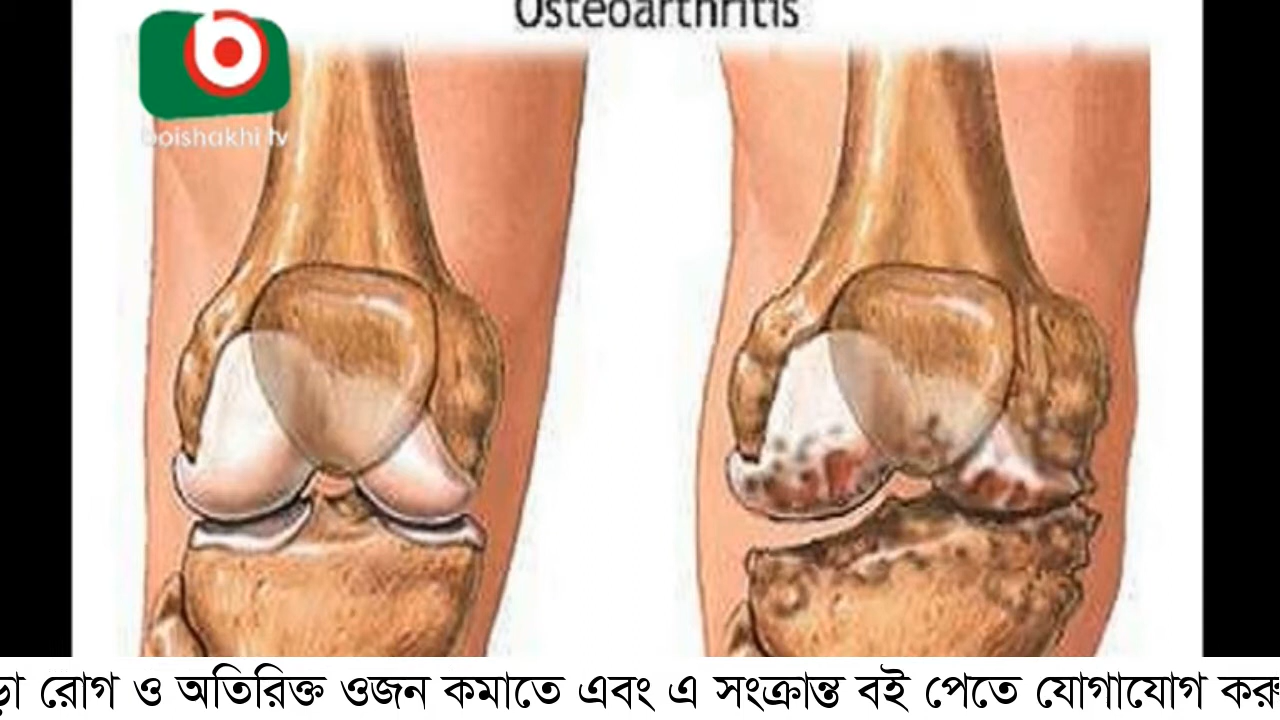 Osteoarthritis
boishakhi tv
রোগ ও অতিরিক্ত ওজন কমাতে এবং এ সংক্রান্ত বই পেতে যোগাযোগ